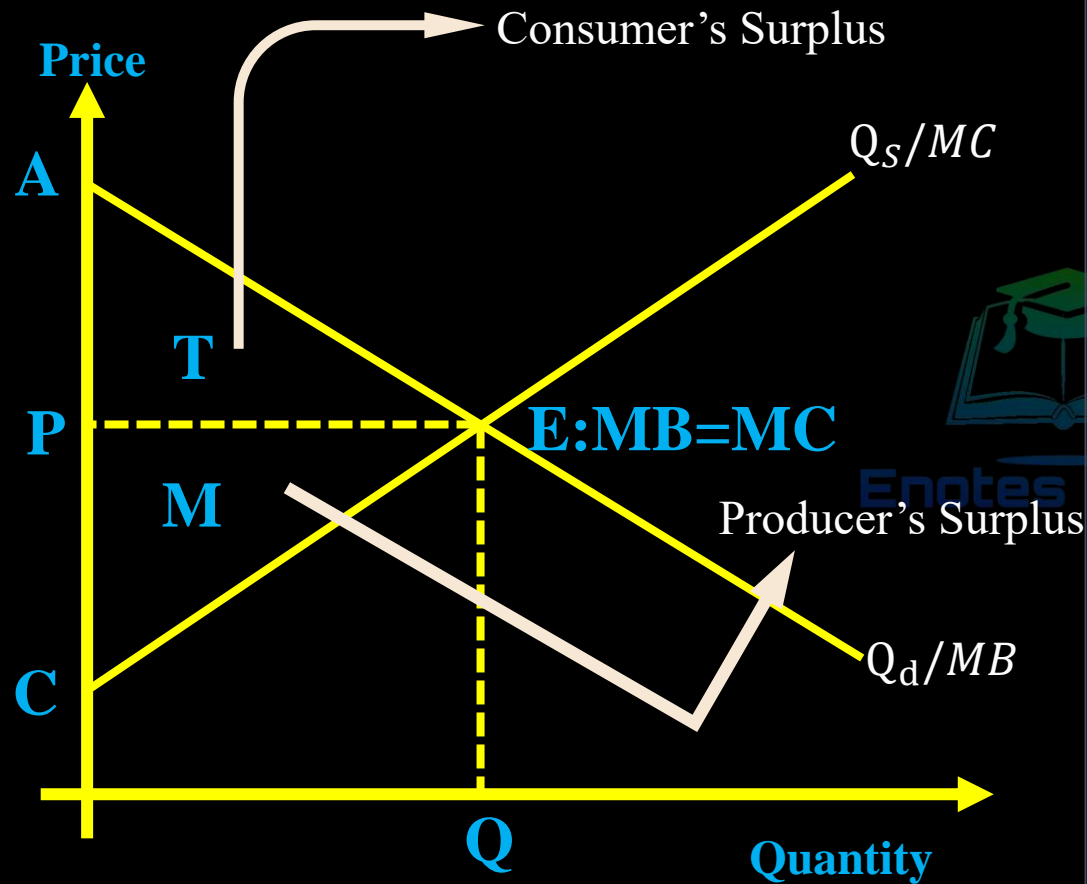 Consumer’s Surplus
Price
Q_S/MC
A
T
P
E:MB=MC
M
Enotes
Producer’s Surplus
Q_d/MB
C
Q
Quantity